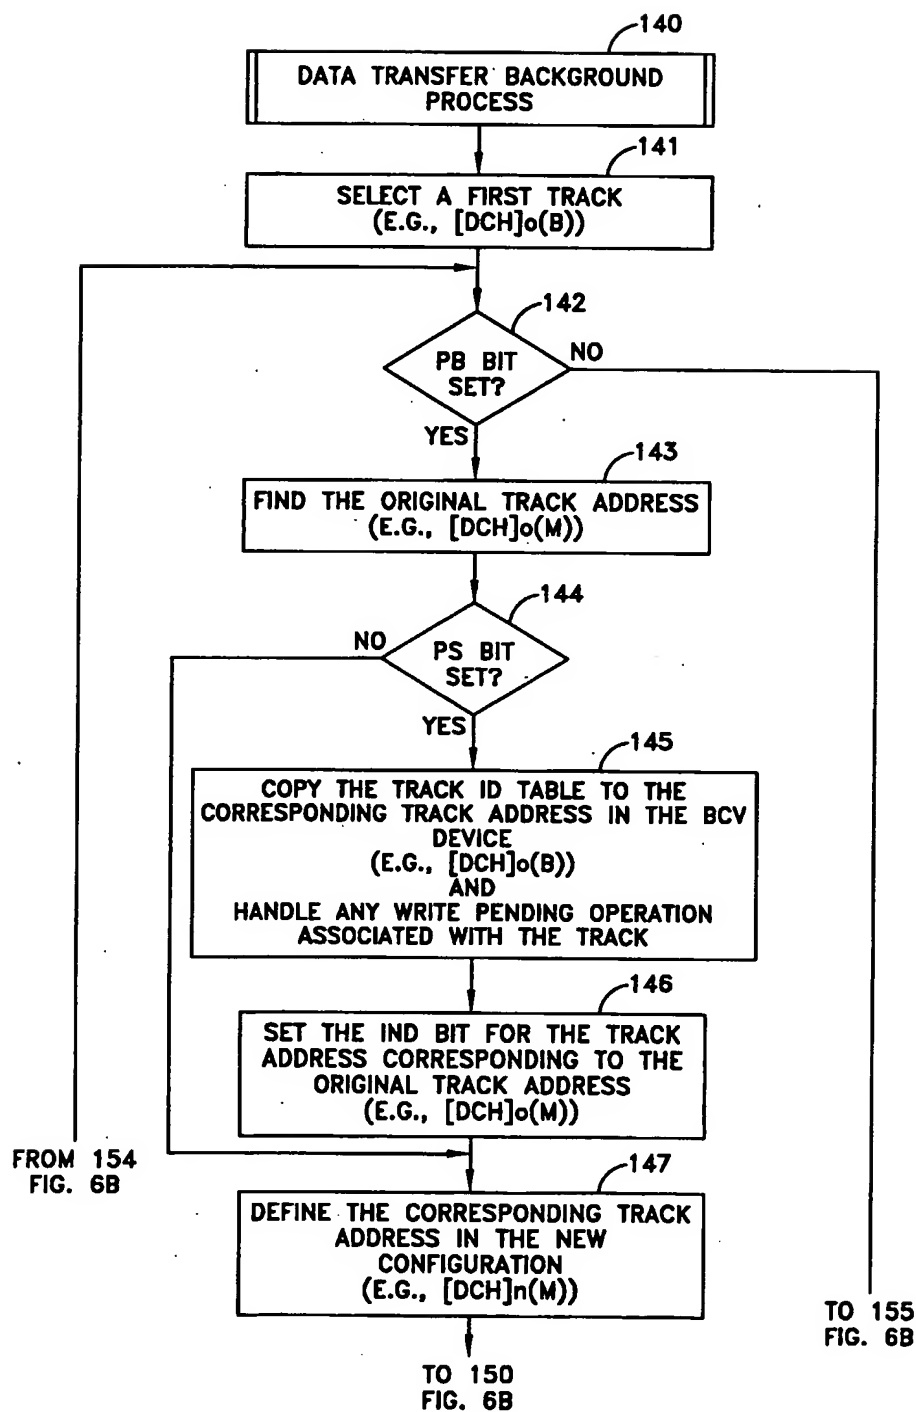 140
DATA TRANSFER BACKGROUND
PROCESS
141
SELECT A FIRST TRACK
(E.G., [DCH]o(B))
142
PB BIT
SET?
NO
YES
143
FIND THE ORIGINAL TRACK ADDRESS
(E.G., [DCH]o(M))
144
NO
PS BIT
SET?
YES
145
COPY THE TRACK ID TABLE TO THE
CORRESPONDING TRACK ADDRESS IN THE BCV
DEVICE
(E.G., [DCH]o(B))
AND
HANDLE ANY WRITE PENDING OPERATION
ASSOCIATED WITH THE TRACK
146
SET THE IND BIT FOR THE TRACK
ADDRESS CORRESPONDING TO THE
ORIGINAL TRACK ADDRESS
(E.G., [DCH]o(M))
FROM 154
FIG. 6B
147
DEFINE THE CORRESPONDING TRACK
ADDRESS IN THE NEW
CONFIGURATION
(E.G., [DCH]n(M))
TO 155
FIG. 6B
TO 150
FIG. 6B